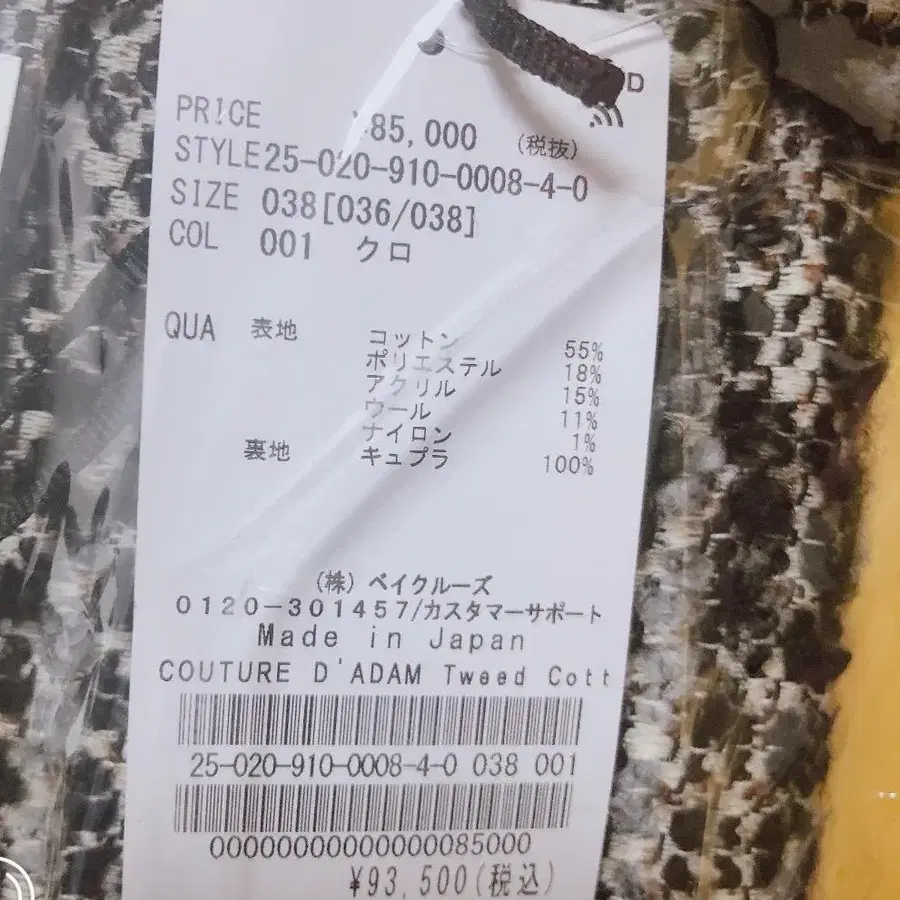 D
PRICE ¥85,000 (税抜)
STYLE25-020-910-0008-4-0
SIZE 038[036/038]
COL 001 クロ
QUA 表地 コットン 55%
ポリエステル 18%
アクリル 15%
ウール 11%
ナイロン 1%
裏地 キュプラ 100%
(株) ベイクルーズ
0120-301457/カスタマーサポート
Made in Japan
COUTURE D'ADAM Tweed Cott
25-020-910-0008-4-0 038 001
00000000000000085000
¥93,500(税込)